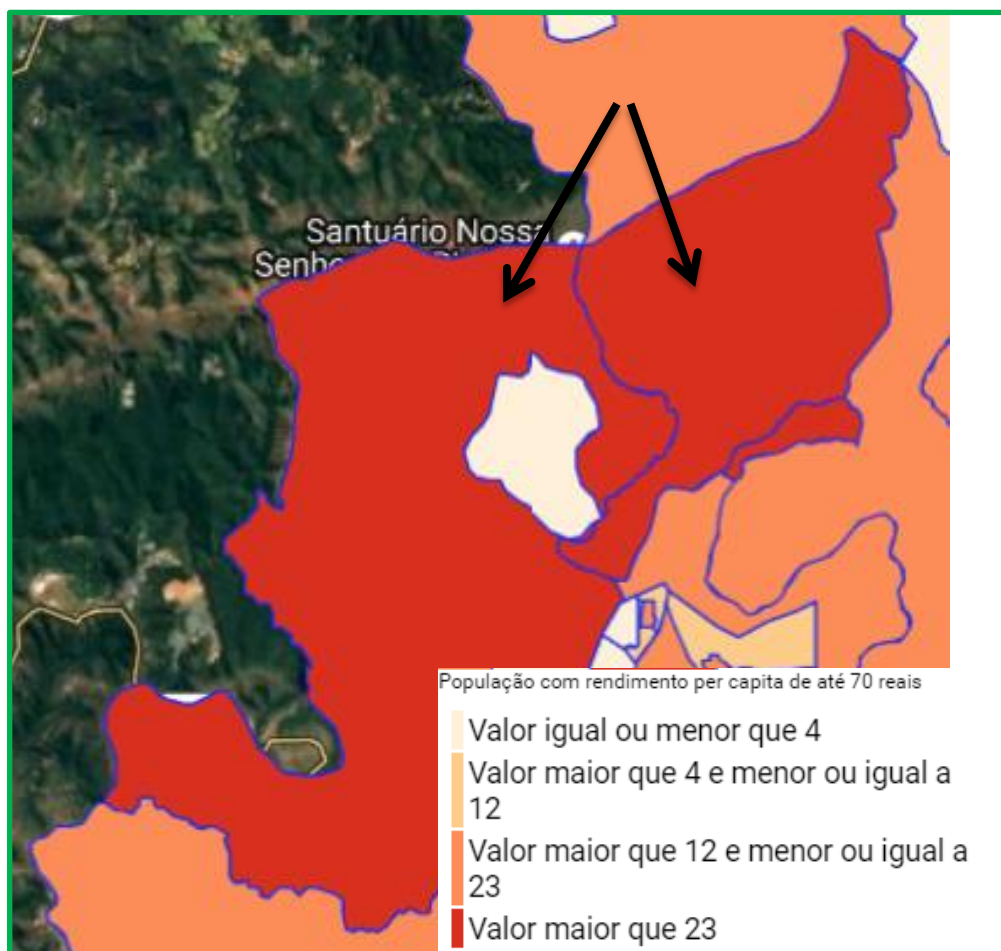 Santuário Nossa
Senho
População com rendimento per capita de até 70 reais
Valor igual ou menor que 4
Valor maior que 4 e menor ou igual a
12
Valor maior que 12 e menor ou igual a
23
Valor maior que 23